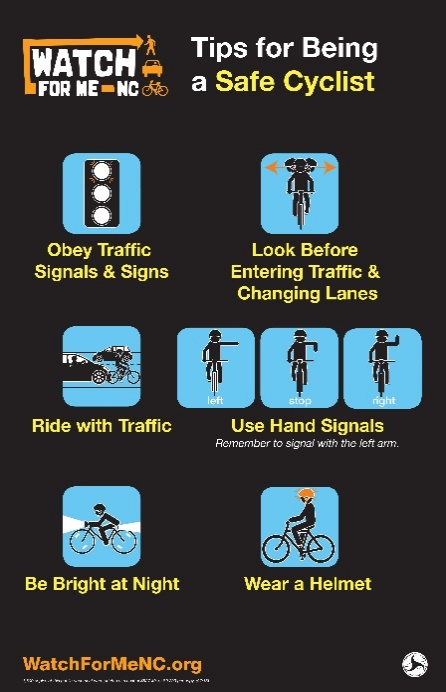 WATCH
FOR ME-NC
Tips for Being
a Safe Cyclist
Obey Traffic
Signals & Signs
Look Before
Entering Traffic &
Changing Lanes
Ride with Traffic
left
stop
right
Use Hand Signals
Remember to signal with the left arm.
Be Bright at Night
Wear a Helmet
WatchForMeNC.org